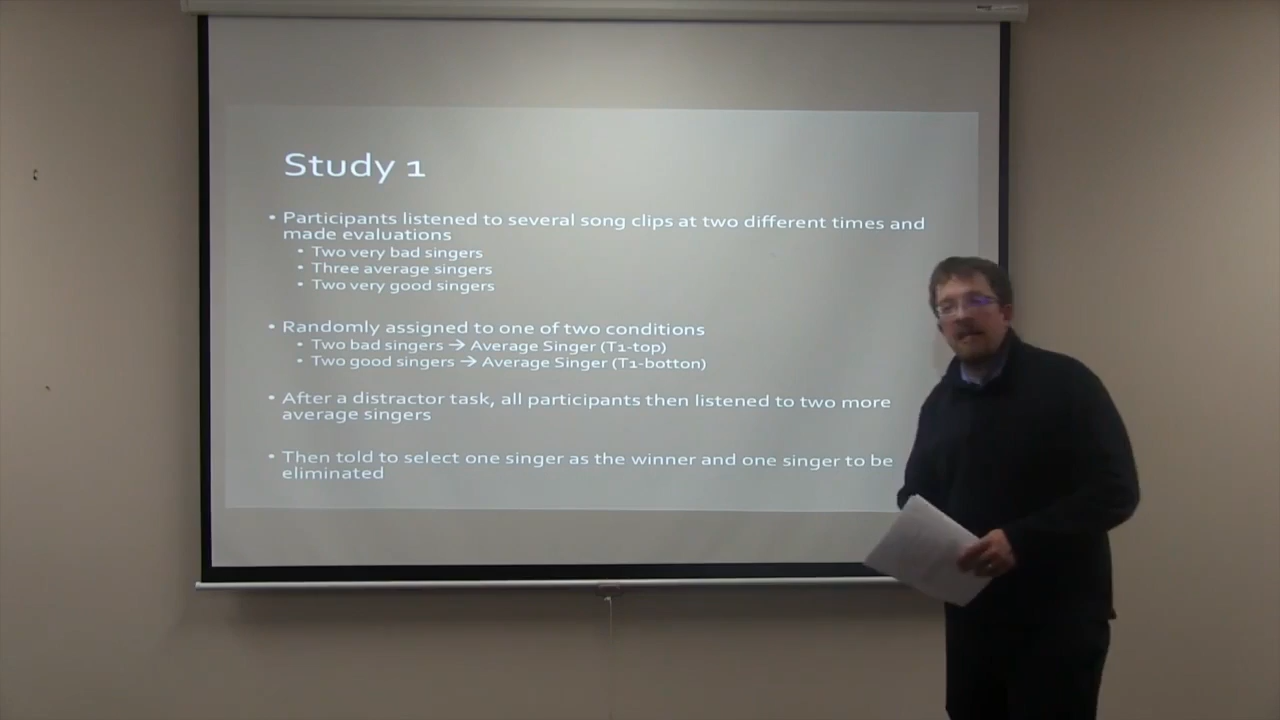 Study 1
• Participants listened to several song clips at two different times and
made evaluations
• Two very bad singers
• Three average singers
• Two very good singers
• Randomly assigned to one of two conditions
• Two bad singers → Average Singer (T1-top)
• Two good singers → Average Singer (T1-botton)
• After a distractor task, all participants then listened to two more
average singers
• Then told to select one singer as the winner and one singer to be
eliminated